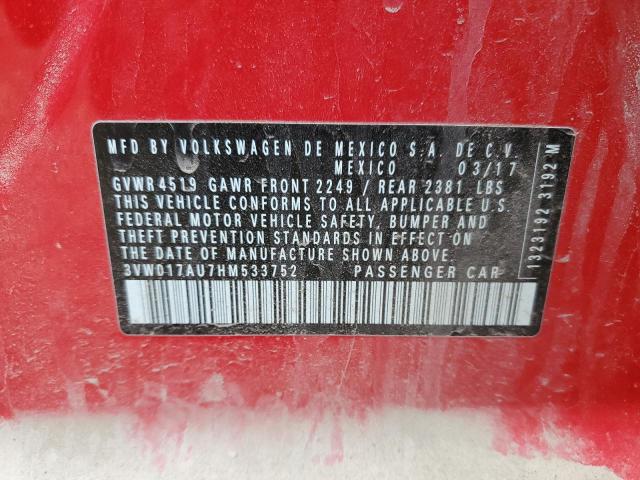 MFD BY VOLKSWAGEN DE MEXICO S.A. DE C.V.
MEXICO 03/17
GVWR4519 GAWR FRONT 2249 / REAR 2381 LBS
THIS VEHICLE CONFORMS TO ALL APPLICABLE U.S.
FEDERAL MOTOR VEHICLE SAFETY, BUMPER AND
THEFT PREVENTION STANDARDS IN EFFECT ON
THE DATE OF MANUFACTURE SHOWN ABOVE.
3VWD17AU7HM533752 PASSENGER CAR
1323192 3192 M